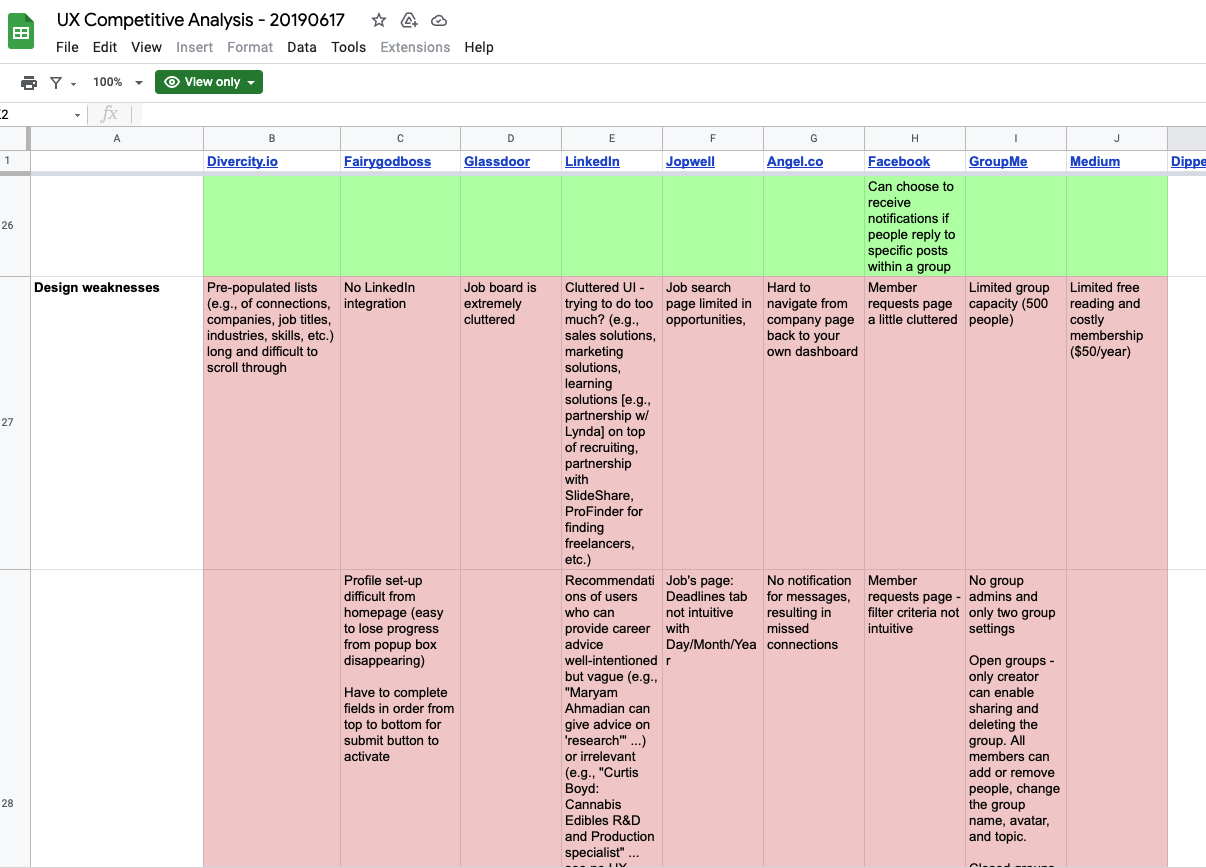 UX Competitive Analysis - 20190617
File Edit View Insert Format Data Tools Extensions Help
100% View only
2 fx
A B C D E F G H I J
1 Divercity.io Fairygodboss Glassdoor LinkedIn Jopwell Angel.co Facebook GroupMe Medium Dippe
26
Can choose to
receive
notifications if
people reply to
specific posts
within a group
27
Design weaknesses
Pre-populated lists
(e.g., of connections,
companies, job titles,
industries, skills, etc.)
long and difficult to
scroll through
No LinkedIn
integration
Job board is
extremely
cluttered
Cluttered UI -
trying to do too
much? (e.g.,
sales solutions,
marketing
solutions,
learning
solutions [e.g.,
partnership w/
Lynda] on top
of recruiting,
partnership
with
SlideShare,
ProFinder for
finding
freelancers,
etc.)
Job search
page limited in
opportunities,
Hard to
navigate from
company page
back to your
own dashboard
Member
requests page
a little cluttered
Limited group
capacity (500
people)
Limited free
reading and
costly
membership
($50/year)
28
Profile set-up
difficult from
homepage (easy
to lose progress
from popup box
disappearing)
Have to complete
fields in order from
top to bottom for
submit button to
activate
Recommendati
ons of users
who can
provide career
advice
well-intentioned
but vague (e.g.,
"Maryam
Ahmadian can
give advice on
'research'" ...)
or irrelevant
(e.g., "Curtis
Boyd:
Cannabis
Edibles R&D
and Production
specialist" ...
Job's page:
Deadlines tab
not intuitive
with
Day/Month/Yea
r
No notification
for messages,
resulting in
missed
connections
Member
requests page -
filter criteria not
intuitive
No group
admins and
only two group
settings
Open groups -
only creator
can enable
sharing and
deleting the
group. All
members can
add or remove
people, change
the group
name, avatar,
and topic.